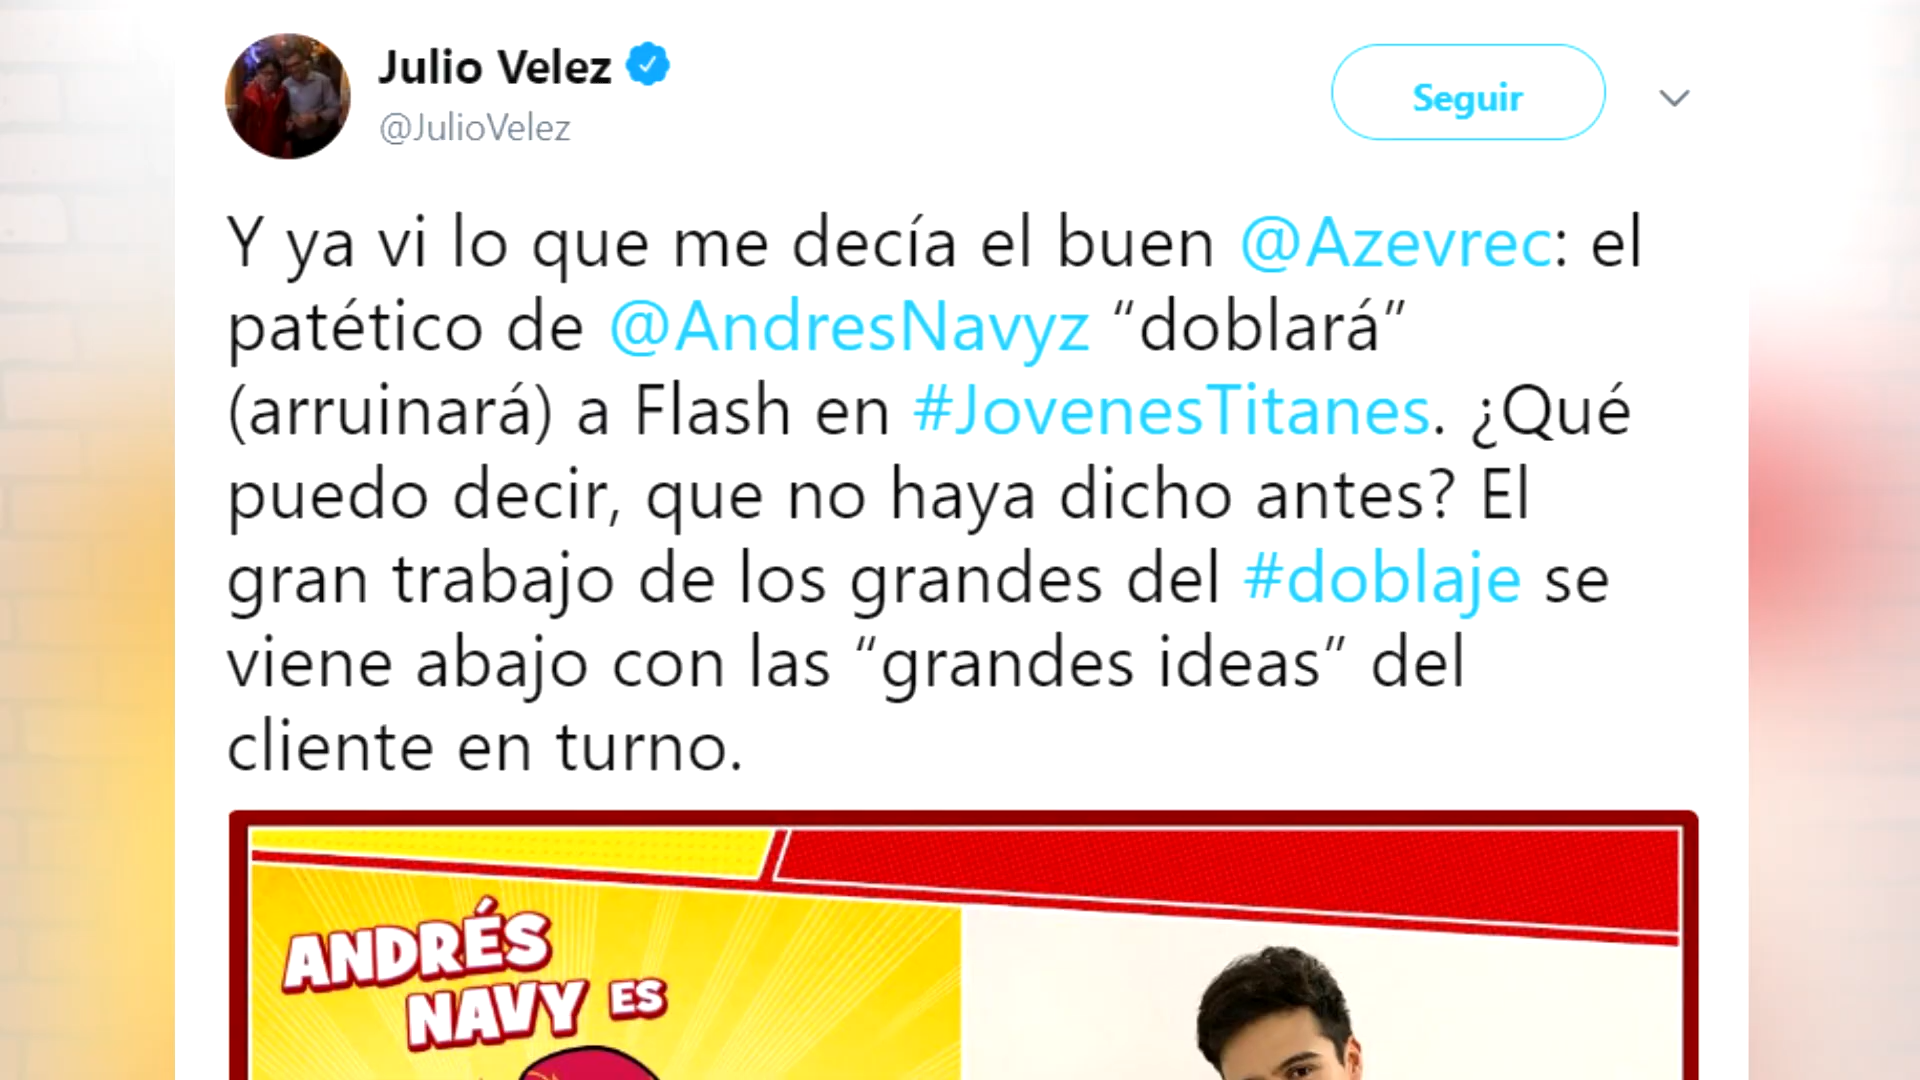 Julio Velez
@JulioVelez
Seguir
Y ya vi lo que me decía el buen @Azevrec: el
patético de @AndresNavyz “doblará”
(arruinará) a Flash en #JovenesTitanes. ¿Qué
puedo decir, que no haya dicho antes? El
gran trabajo de los grandes del #doblaje se
viene abajo con las “grandes ideas” del
cliente en turno.
ANDRÉS
NAVY ES